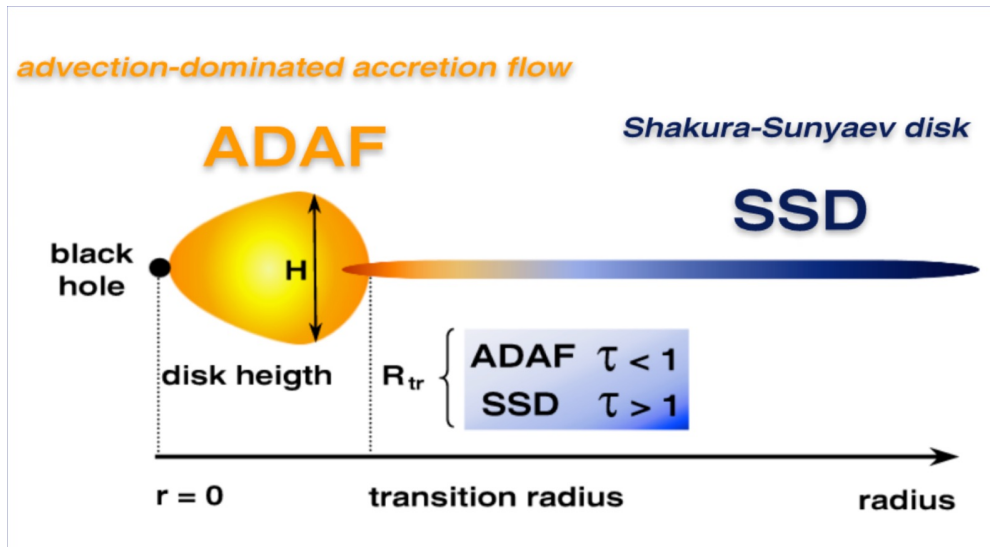 advection-dominated accretion flow
ADAF
Shakura-Sunyaev disk
SSD
black
hole
H
disk heigth
R_tr
ADAF τ < 1
SSD τ > 1
r = 0
transition radius
radius